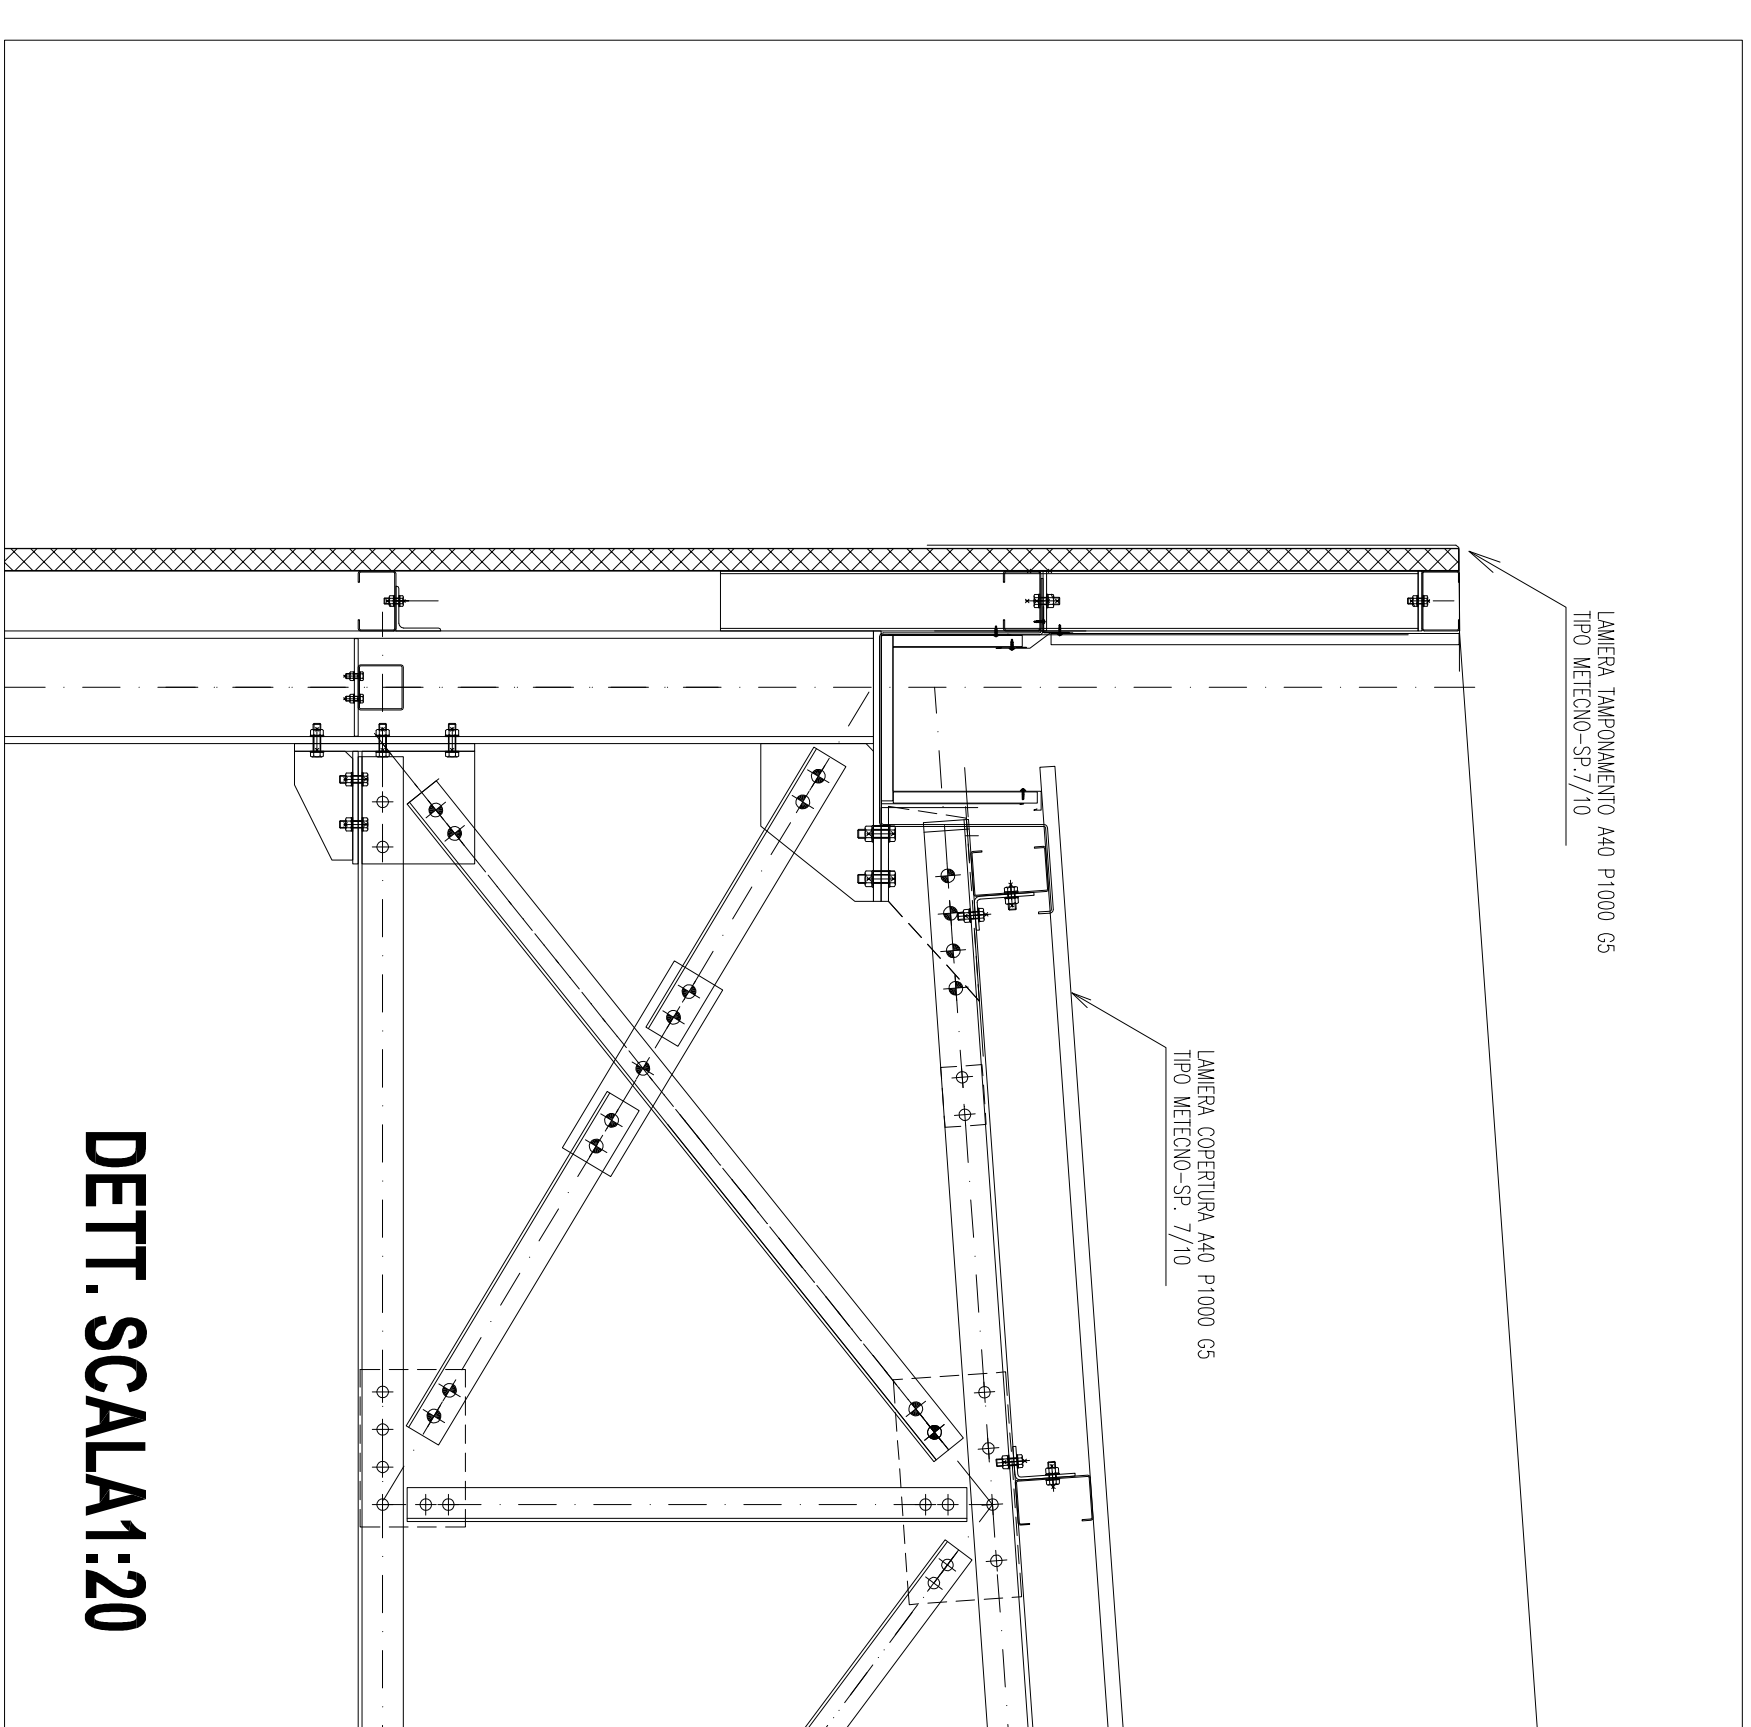 LAMIERA TAMPONAMENTO A40 P1000 G5
TIPO METECNO-SP.7/10
LAMIERA COPERTURA A40 P1000 G5
TIPO METECNO-SP. 7/10
DETT. SCALA1:20